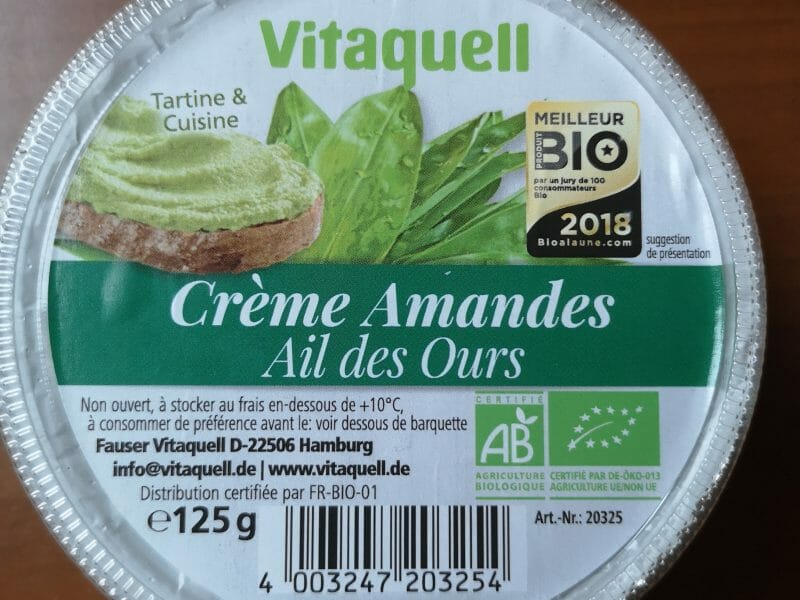 Vitaquell
Tartine &
Cuisine
MEILLEUR
PRODUIT
BIO
par un jury de 100
consommateurs
Bio
2018
Bioalaune.com
suggestion
de présentation
Crème Amandes
Ail des Ours
Non ouvert, à stocker au frais en-dessous de +10°C,
à consommer de préférence avant le: voir dessous de barquette
Fauser Vitaquell D-22506 Hamburg
info@vitaquell.de | www.vitaquell.de
Distribution certifiée par FR-BIO-01
℮125 g
CERTIFIÉ
AB
AGRICULTURE
BIOLOGIQUE
CERTIFIÉ PAR DE-ÖKO-013
AGRICULTURE UE/NON UE
Art.-Nr.: 20325
4 003247 203254